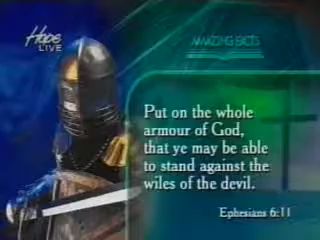 Hope
LIVE
AMAZING FACTS
Put on the whole
armour of God,
that ye may be able
to stand against the
wiles of the devil.
Ephesians 6:11